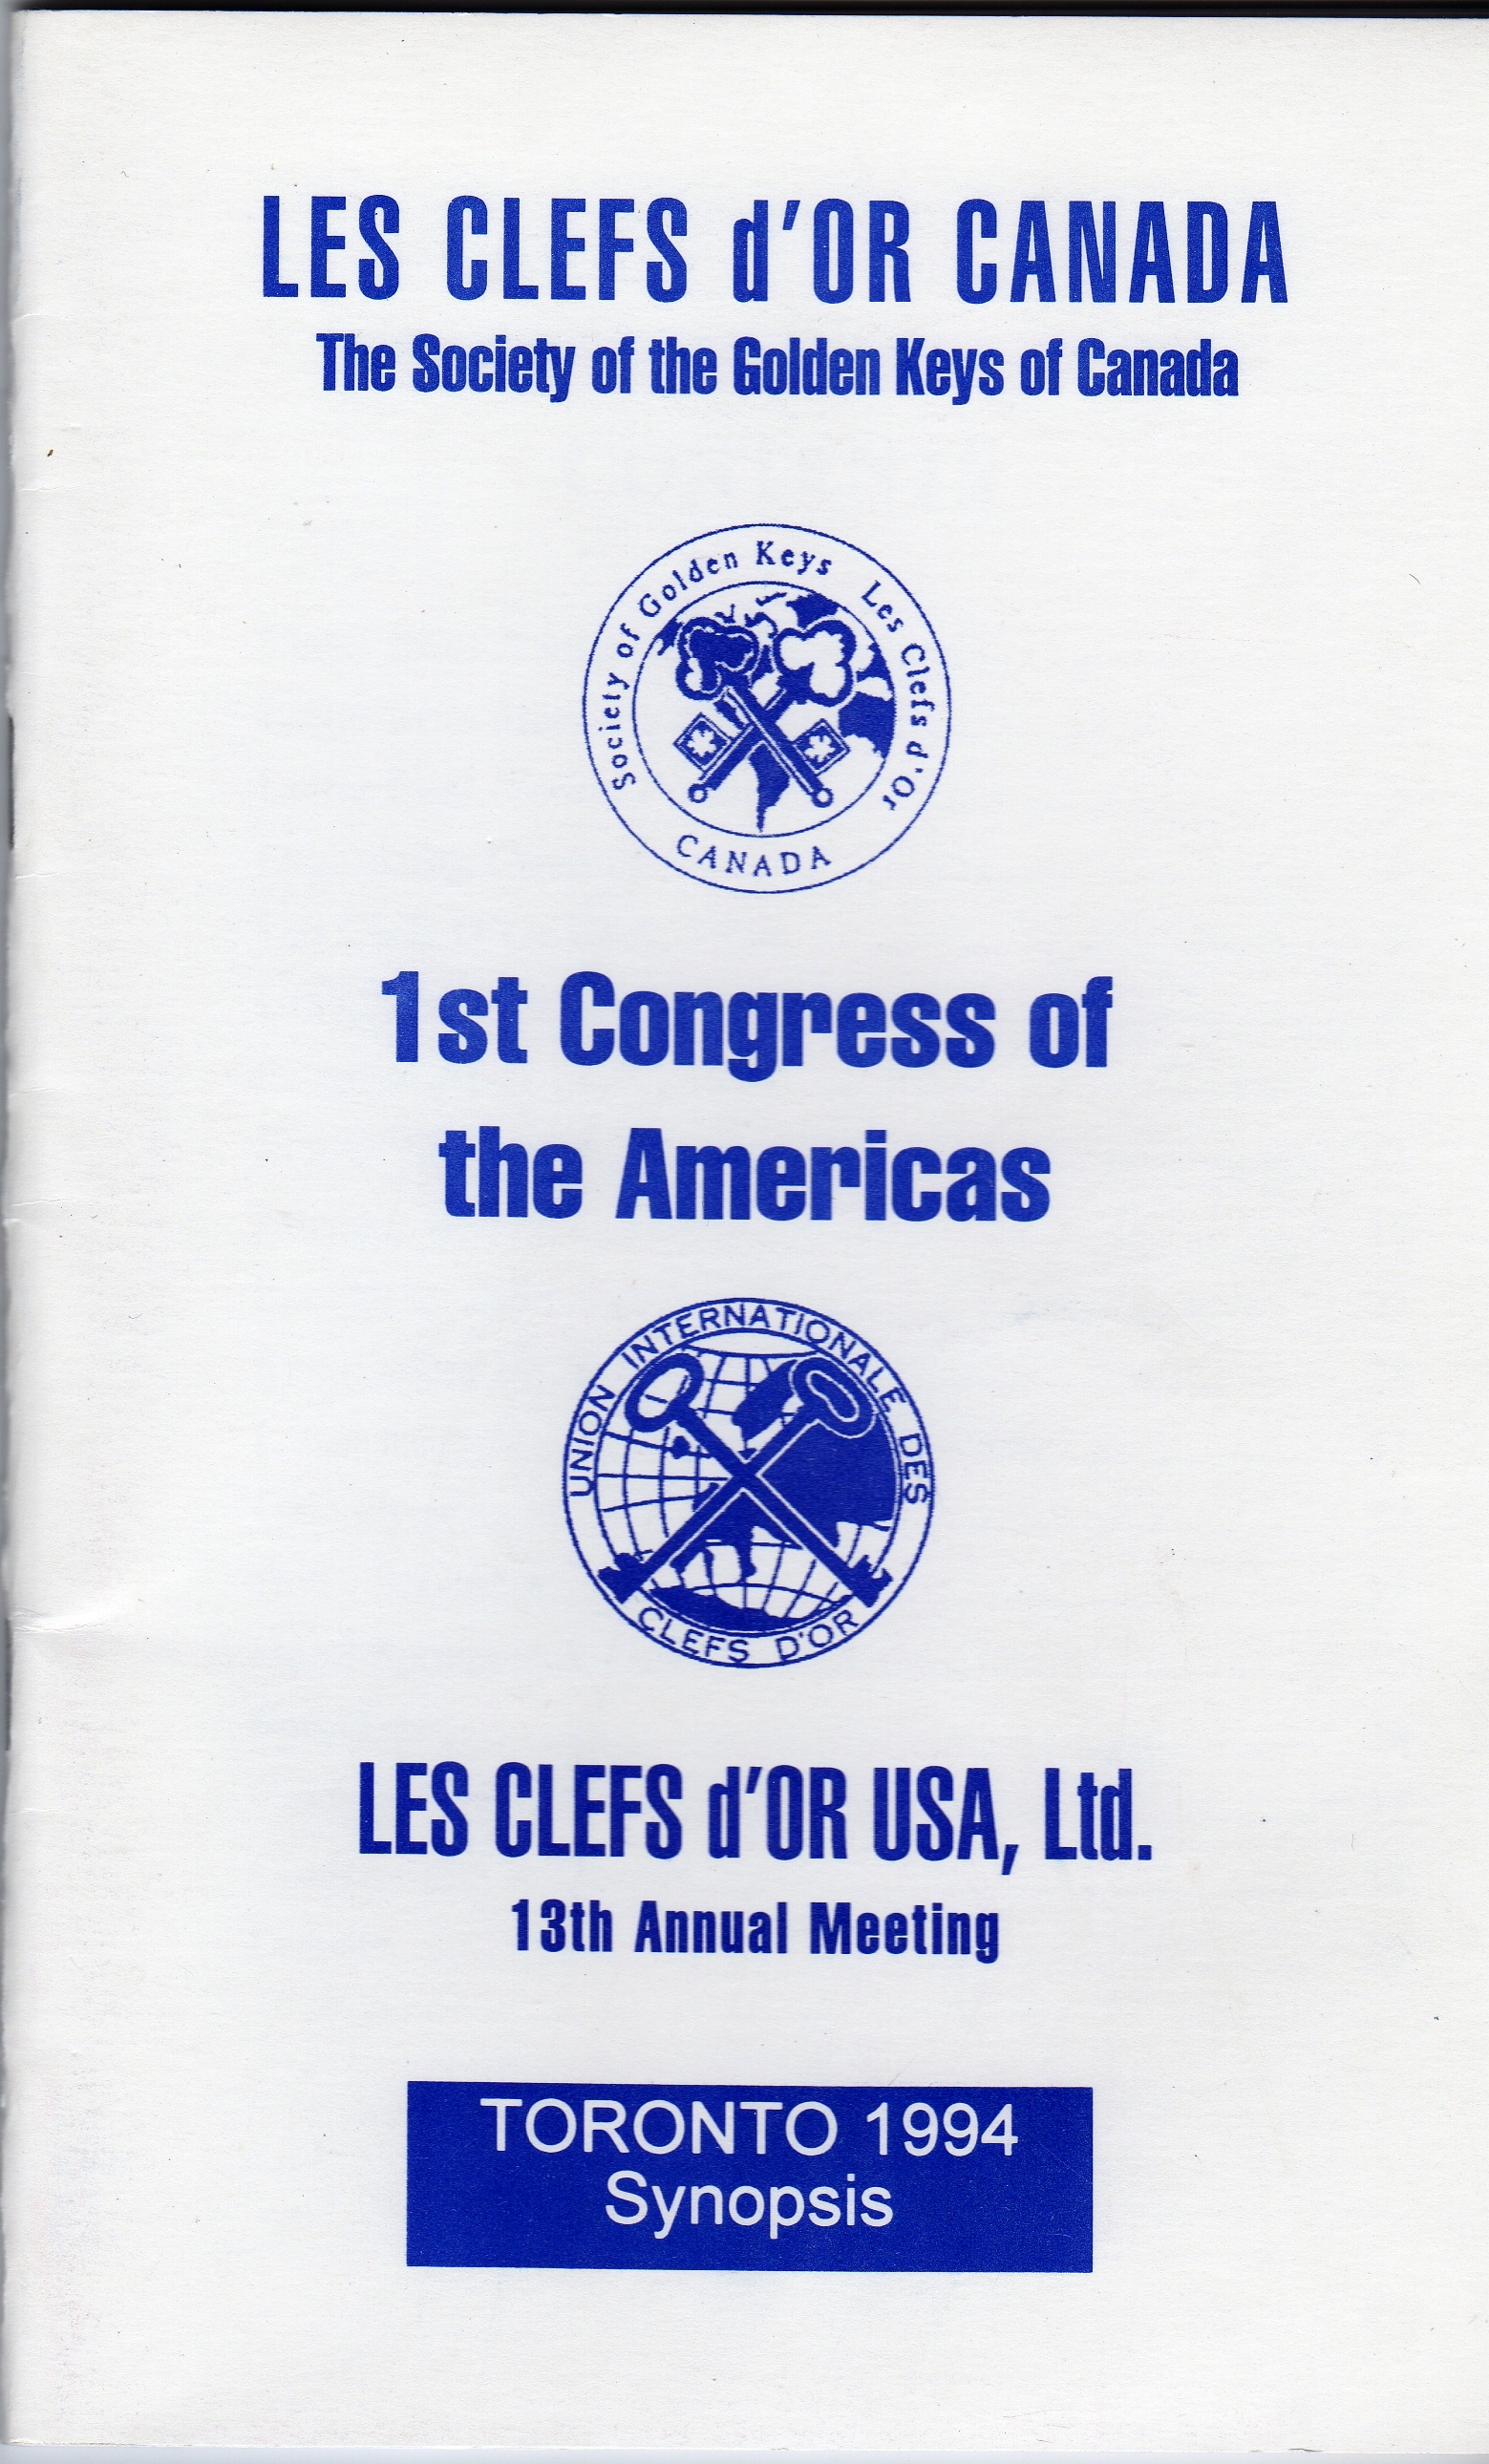 LES CLEFS d'OR CANADA
The Society of the Golden Keys of Canada
Society of Golden Keys Les Clefs d'Or
CANADA
1st Congress of
the Americas
UNION INTERNATIONALE DES
CLEFS D'OR
LES CLEFS d'OR USA, Ltd.
13th Annual Meeting
TORONTO 1994
Synopsis